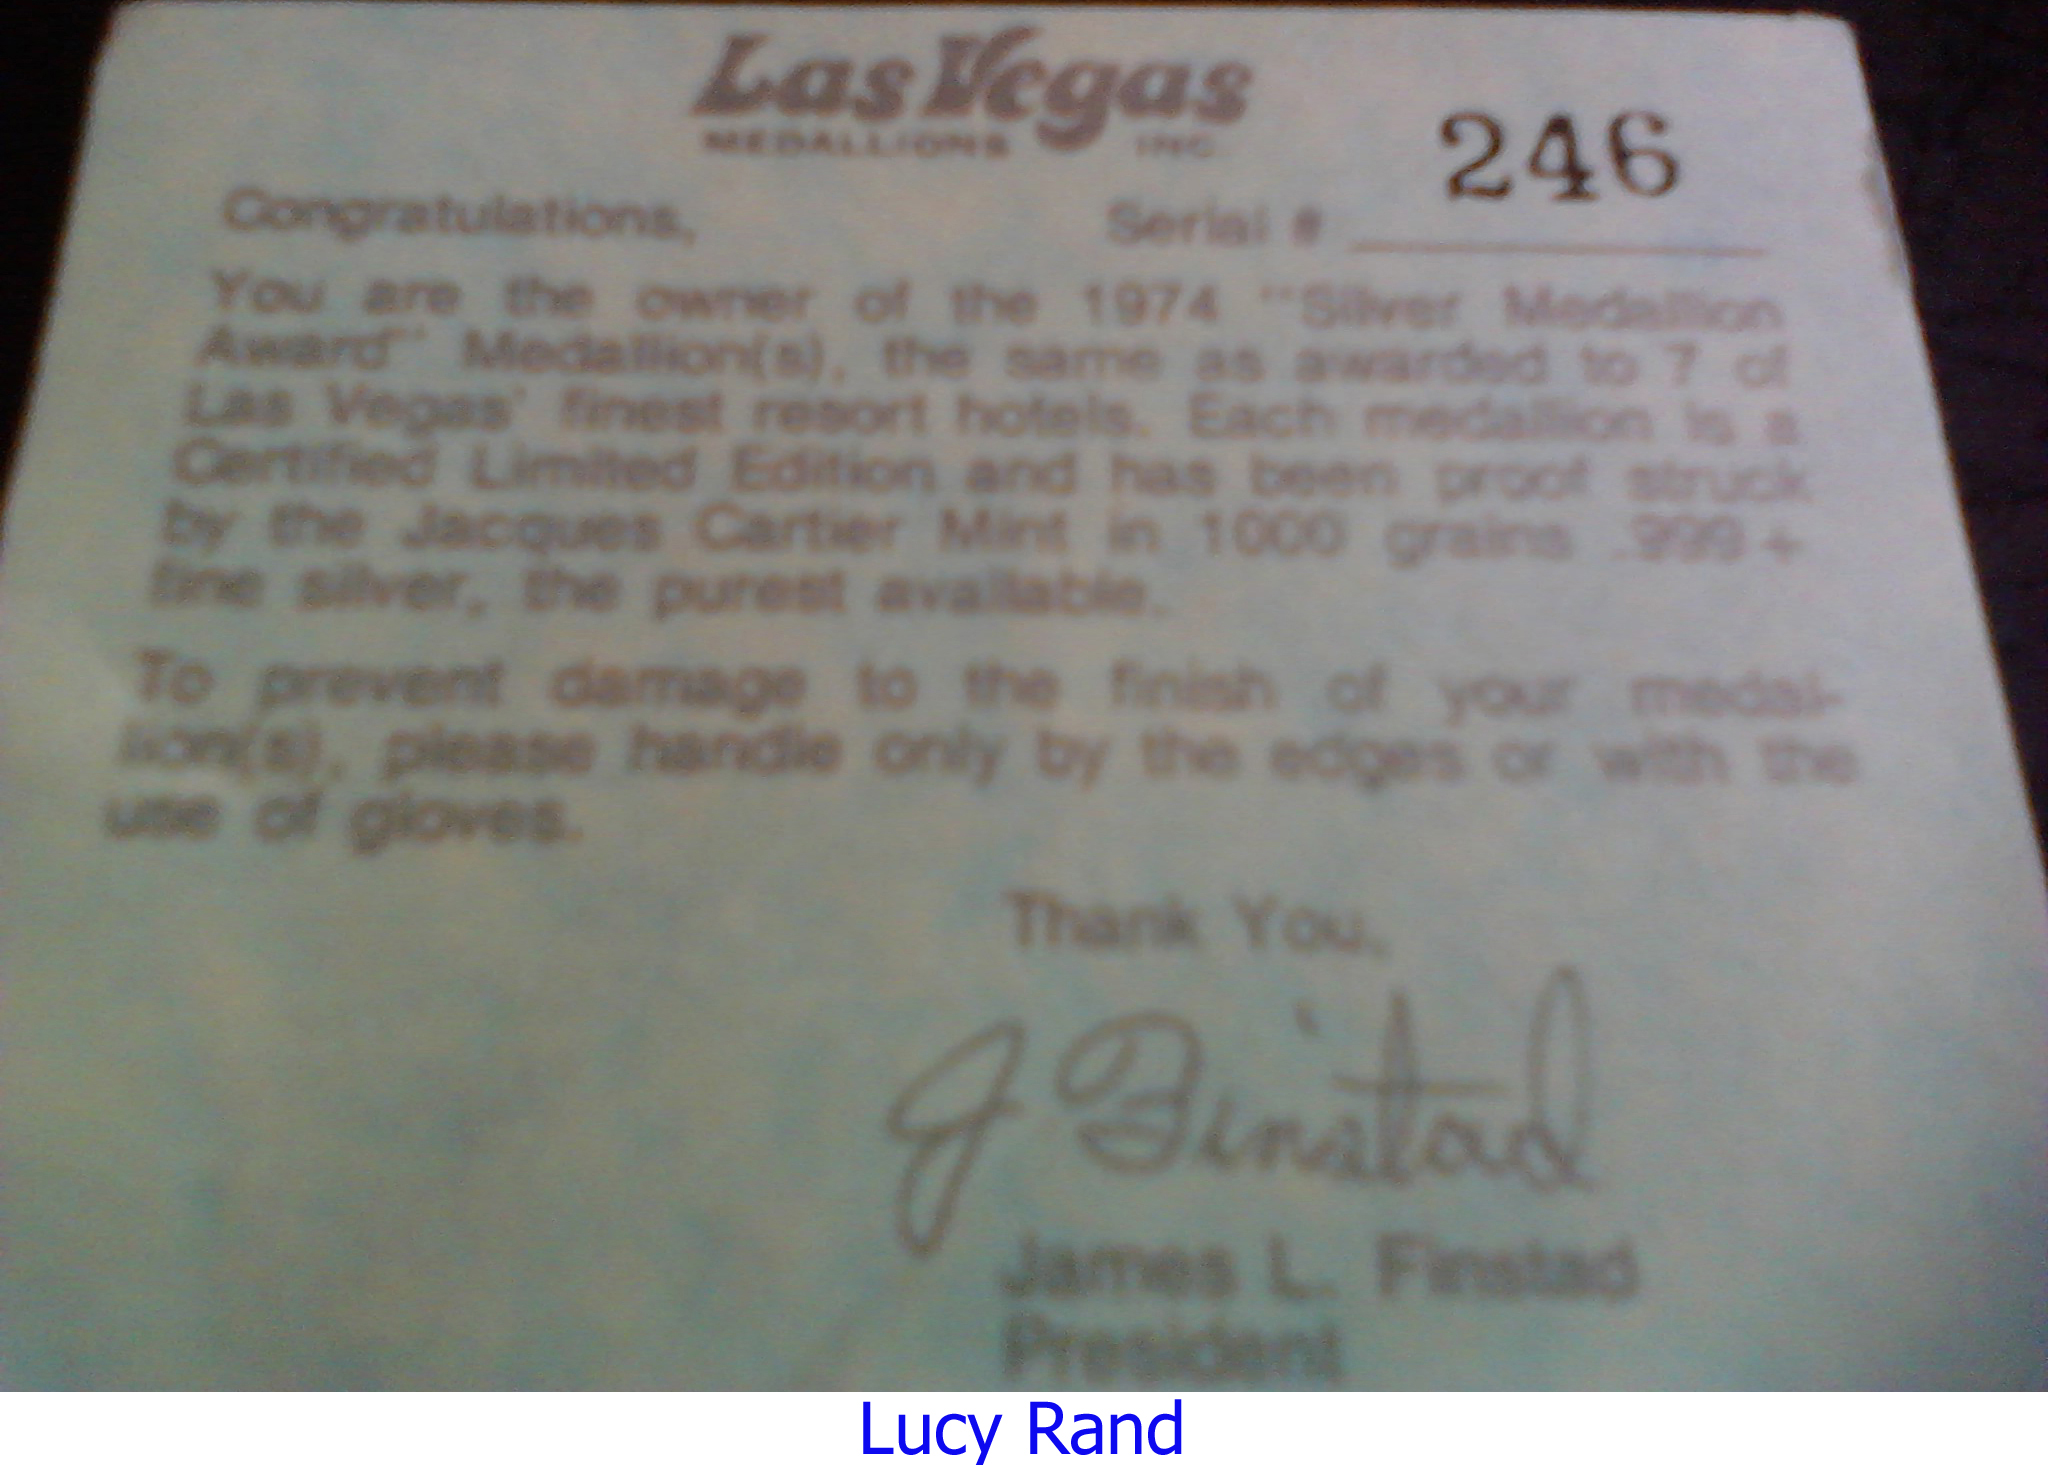 Las Vegas
MEDALLIONS INC.
246
Congratulations, Serial #
You are the owner of the 1974 "Silver Medallion
Award" Medallion(s), the same as awarded to 7 of
Las Vegas' finest resort hotels. Each medallion is a
Certified Limited Edition and has been proof struck
by the Jacques Cartier Mint in 1000 grains .999+
fine silver, the purest available.
To prevent damage to the finish of your medal-
lion(s), please handle only by the edges or with the
use of gloves.
Thank You,
J Finstad
James L. Finstad
President
Lucy Rand